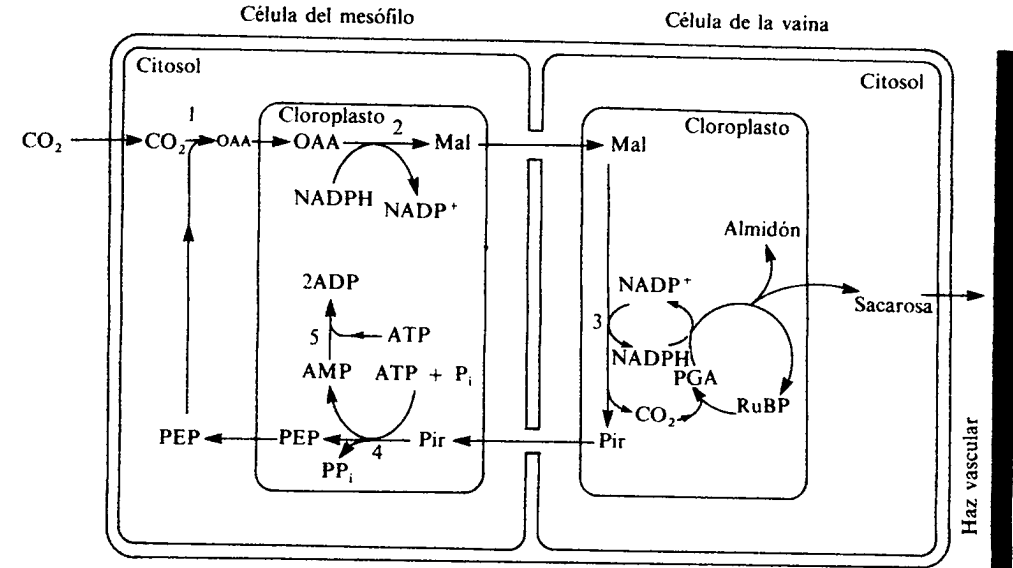 Célula del mesófilo
Célula de la vaina
Citosol
Citosol
Cloroplasto
Cloroplasto
CO₂
CO₂
1
OAA
OAA
2
Mal
Mal
NADPH
NADP⁺
Almidón
2ADP
NADP⁺
Sacarosa
5
ATP
3
NADPH
AMP
ATP + Pᵢ
PGA
CO₂
RuBP
PEP
PEP
4
Pir
Pir
PPᵢ
Haz vascular